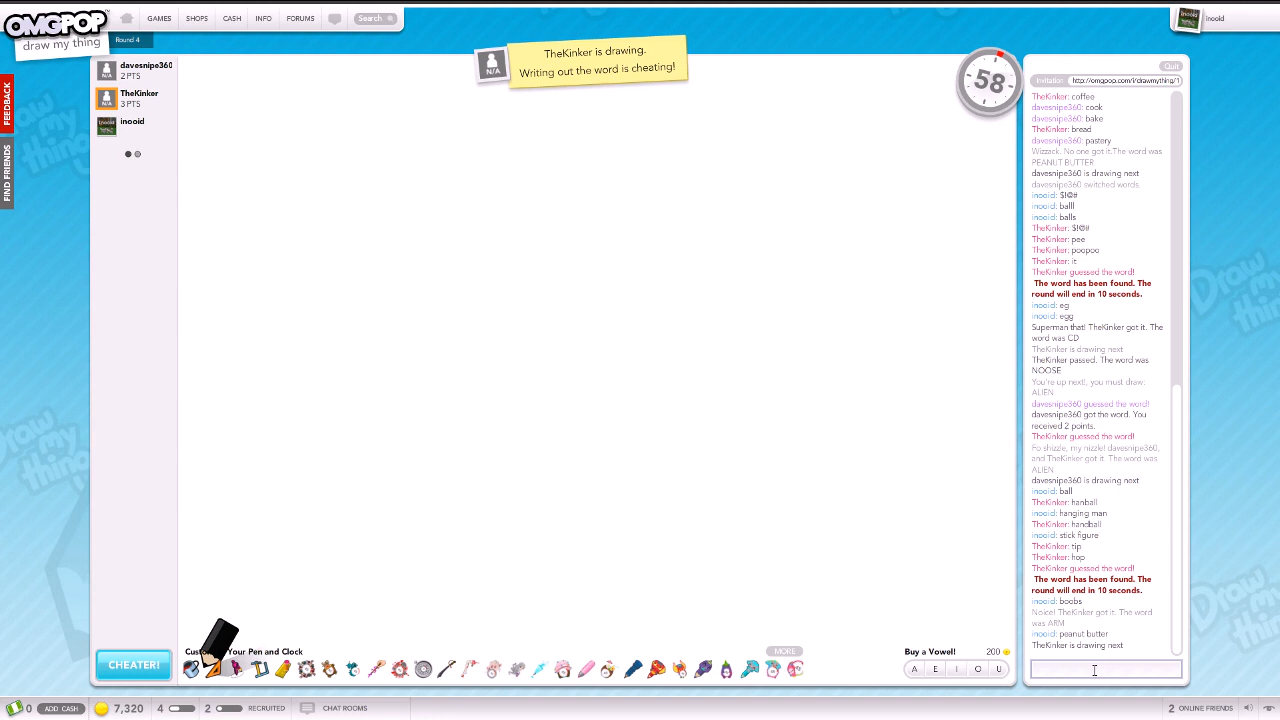 OMGPOP
draw my thing
GAMES
SHOPS
CASH
INFO
FORUMS
Search
inooid
Round 4
FEEDBACK
FIND FRIENDS
davesnipe360
2 PTS
N/A
TheKinker
3 PTS
N/A
inooid
N/A
TheKinker is drawing.
Writing out the word is cheating!
58
Quit
Invitation
http://omgpop.com/i/drawmything/1
TheKinker: coffee
davesnipe360: cook
davesnipe360: bake
TheKinker: bread
davesnipe360: pastery
Wizzack. No one got it.The word was
PEANUT BUTTER
davesnipe360 is drawing next
davesnipe360 switched words.
inooid: $!@#
inooid: balll
inooid: balls
TheKinker: $!@#
TheKinker: pee
TheKinker: poopoo
TheKinker: it
TheKinker guessed the word!
The word has been found. The
round will end in 10 seconds.
inooid: eg
inooid: egg
Superman that! TheKinker got it. The
word was CD
TheKinker is drawing next
TheKinker passed. The word was
NOOSE
You're up next!, you must draw:
ALIEN
davesnipe360 guessed the word!
davesnipe360 got the word. You
received 2 points.
TheKinker guessed the word!
Fo shizzle, my nizzle! davesnipe360,
and TheKinker got it. The word was
ALIEN
davesnipe360 is drawing next
inooid: ball
TheKinker: hanball
inooid: hanging man
TheKinker: handball
inooid: stick figure
TheKinker: tip
TheKinker: hop
TheKinker guessed the word!
The word has been found. The
round will end in 10 seconds.
inooid: boobs
Noice! TheKinker got it. The word
was ARM
inooid: peanut butter
TheKinker is drawing next
CHEATER!
Your Pen and Clock
MORE
Buy a Vowel!
200
A E I O U
0
ADD CASH
7,320
4
2
RECRUITED
CHAT ROOMS
2 ONLINE FRIENDS